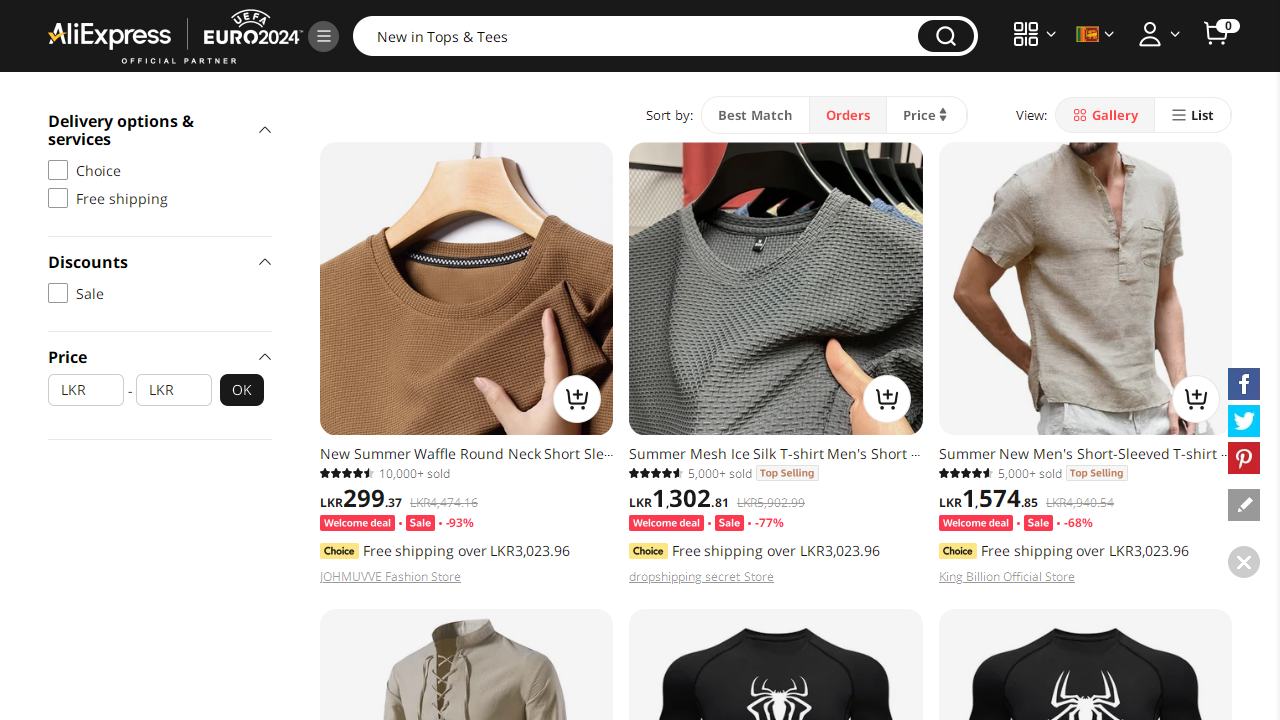 AliExpress
UEFA
EURO2024
OFFICIAL PARTNER
New in Tops & Tees
0
Delivery options &
services
Choice
Free shipping
Discounts
Sale
Price
LKR - LKR OK
Sort by: Best Match Orders Price View: Gallery List
New Summer Waffle Round Neck Short Sle···
10,000+ sold
LKR299.37 LKR4,474.16
Welcome deal • Sale • -93%
Choice Free shipping over LKR3,023.96
JOHMUVVE Fashion Store
Summer Mesh Ice Silk T-shirt Men's Short ···
5,000+ sold Top Selling
LKR1,302.81 LKR5,902.99
Welcome deal • Sale • -77%
Choice Free shipping over LKR3,023.96
dropshipping secret Store
Summer New Men's Short-Sleeved T-shirt ···
5,000+ sold Top Selling
LKR1,574.85 LKR4,940.54
Welcome deal • Sale • -68%
Choice Free shipping over LKR3,023.96
King Billion Official Store